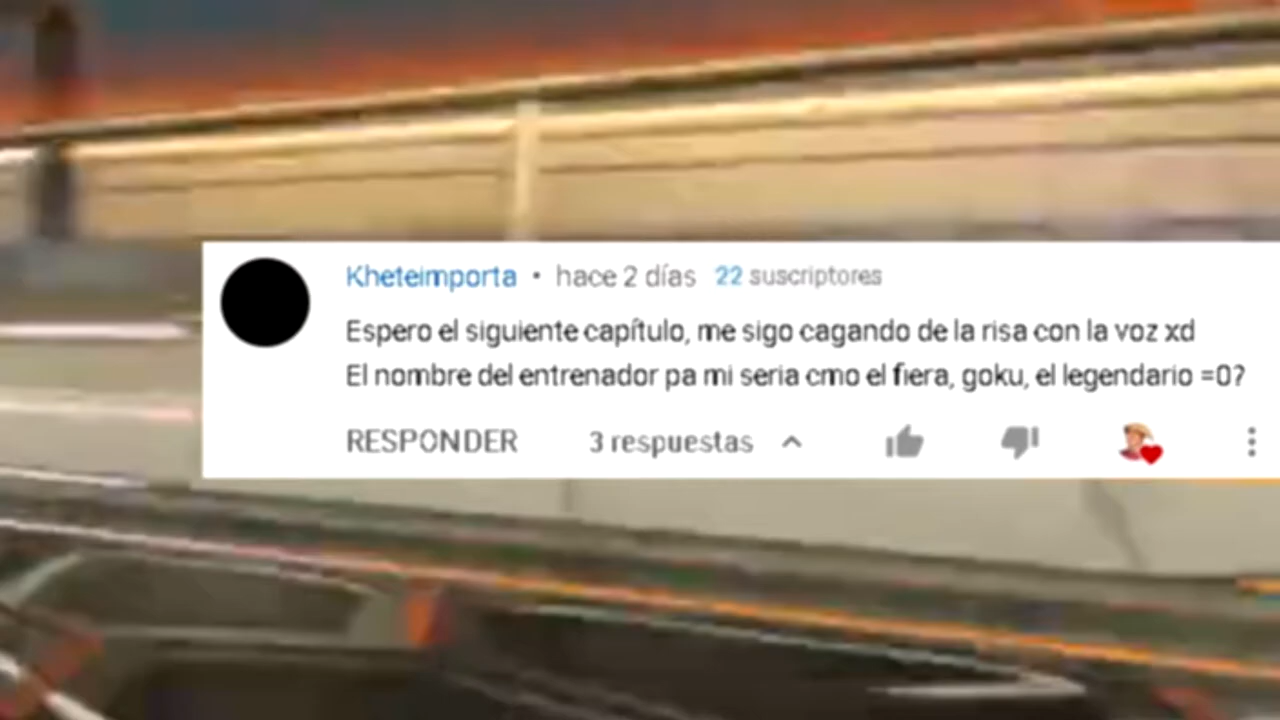 Kheteimporta · hace 2 días 22 suscriptores
Espero el siguiente capítulo, me sigo cagando de la risa con la voz xd
El nombre del entrenador pa mi seria cmo el fiera, goku, el legendario =0?
RESPONDER 3 respuestas